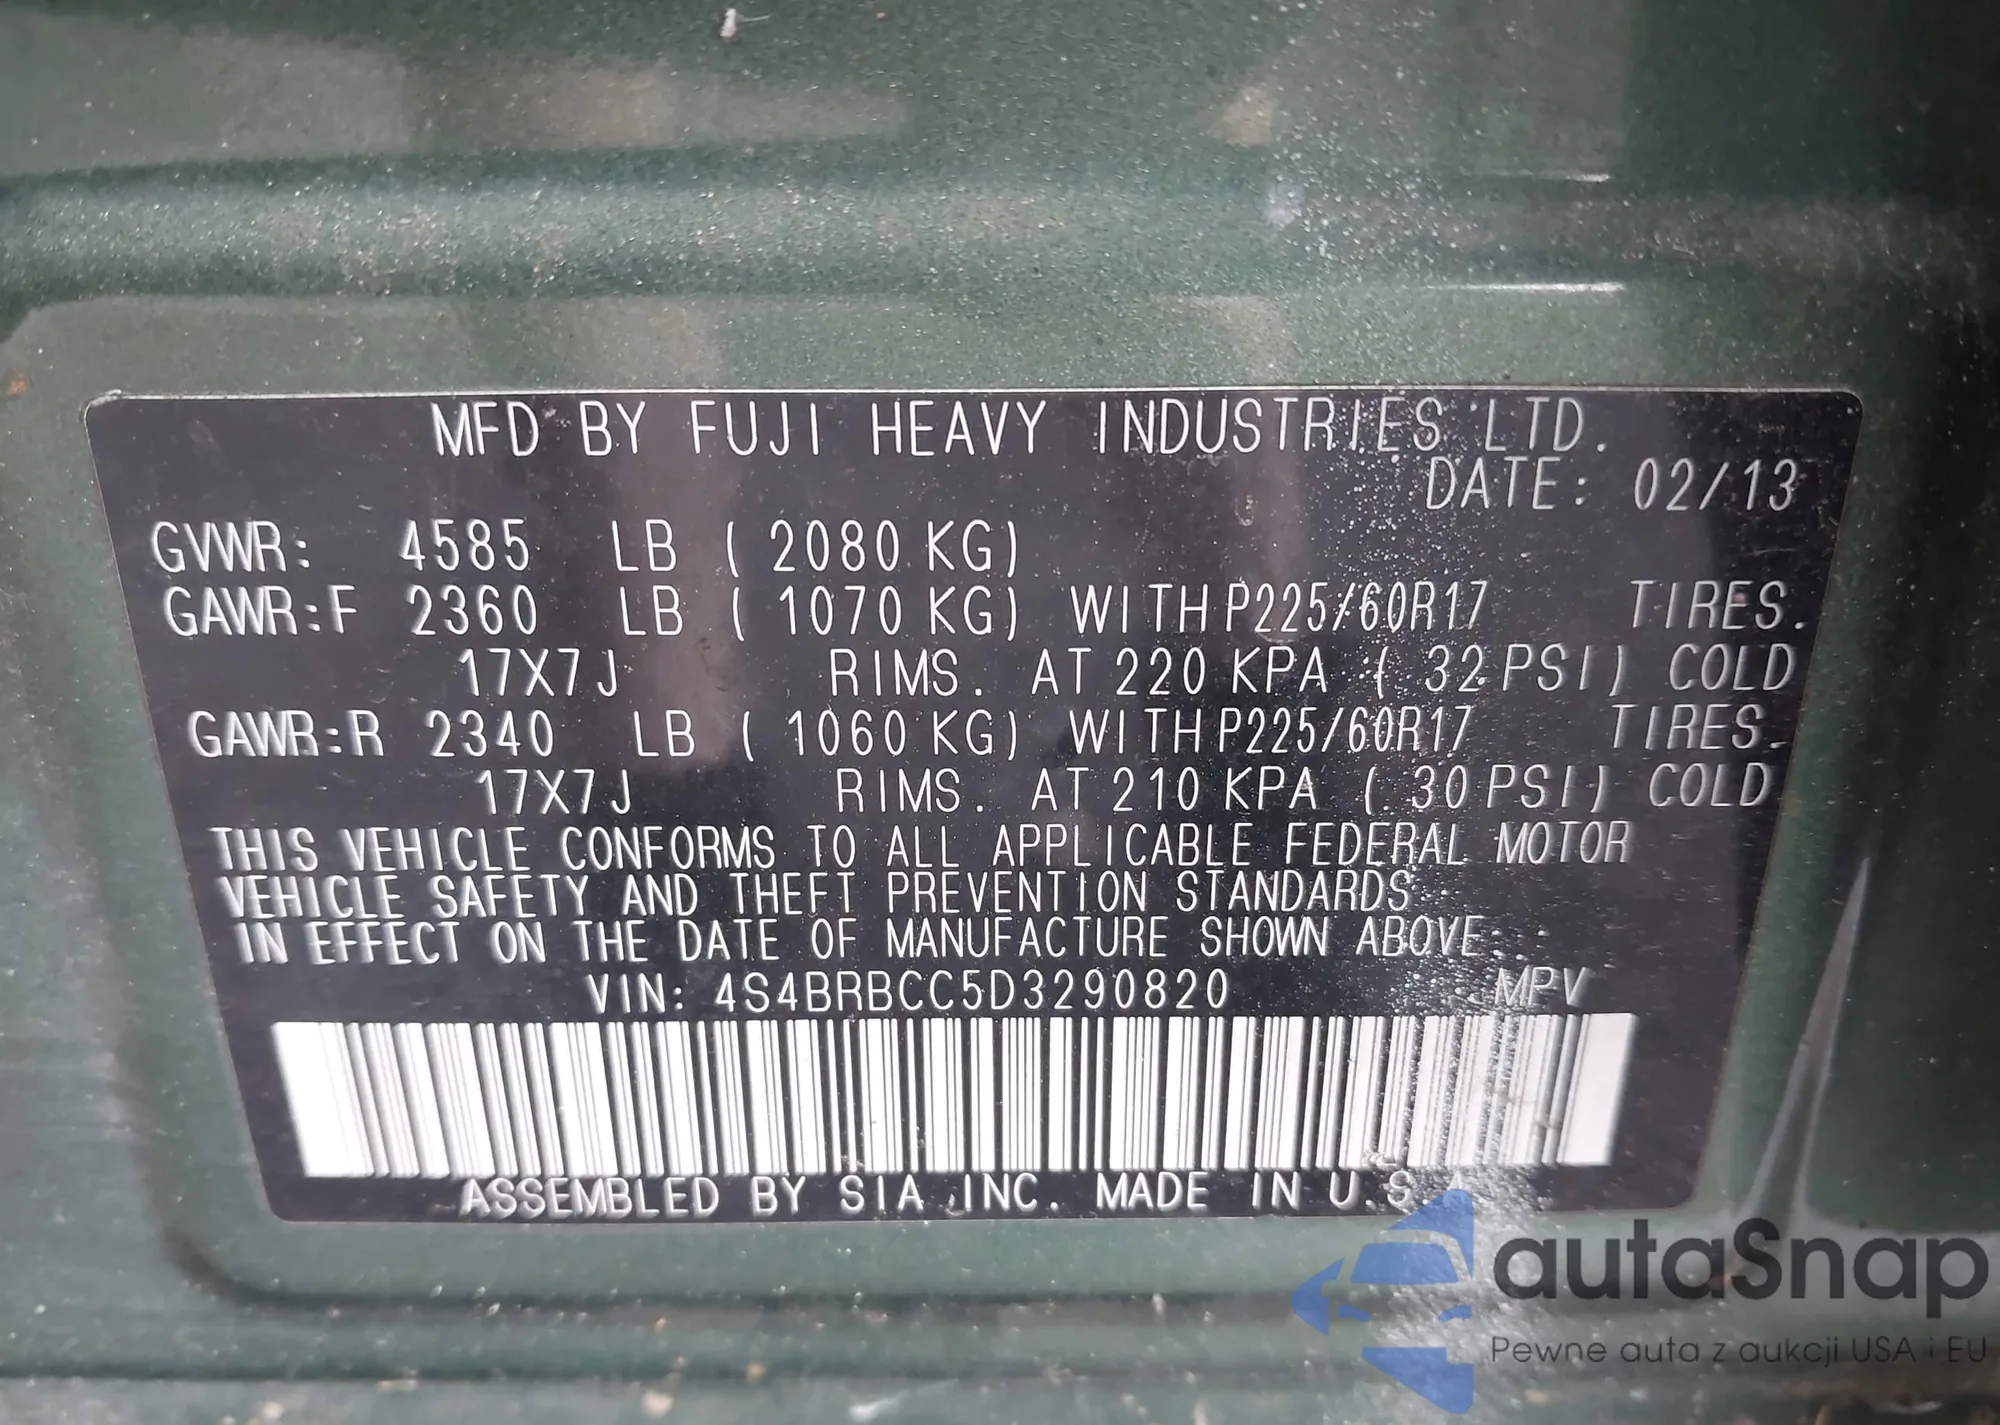 MFD BY FUJI HEAVY INDUSTRIES LTD.
DATE: 02/13
GVWR: 4585 LB ( 2080 KG)
GAWR:F 2360 LB ( 1070 KG) WITH P225/60R17 TIRES.
17X7J RIMS. AT 220 KPA ( 32 PSI) COLD
GAWR:R 2340 LB ( 1060 KG) WITH P225/60R17 TIRES.
17X7J RIMS. AT 210 KPA ( 30 PSI) COLD
THIS VEHICLE CONFORMS TO ALL APPLICABLE FEDERAL MOTOR
VEHICLE SAFETY AND THEFT PREVENTION STANDARDS
IN EFFECT ON THE DATE OF MANUFACTURE SHOWN ABOVE.
VIN: 4S4BRBCC5D3290820 MPV
ASSEMBLED BY SIA INC. MADE IN U.S.A.
autaSnap
Pewne auta z aukcji USA i EU